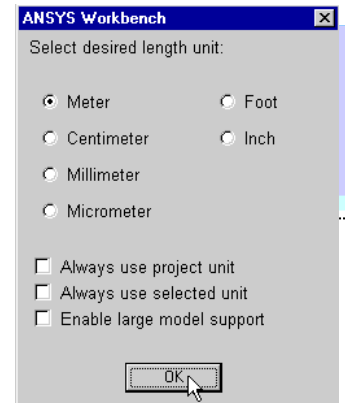 ANSYS Workbench
Select desired length unit:
Meter
Foot
Centimeter
Inch
Millimeter
Micrometer
Always use project unit
Always use selected unit
Enable large model support
OK